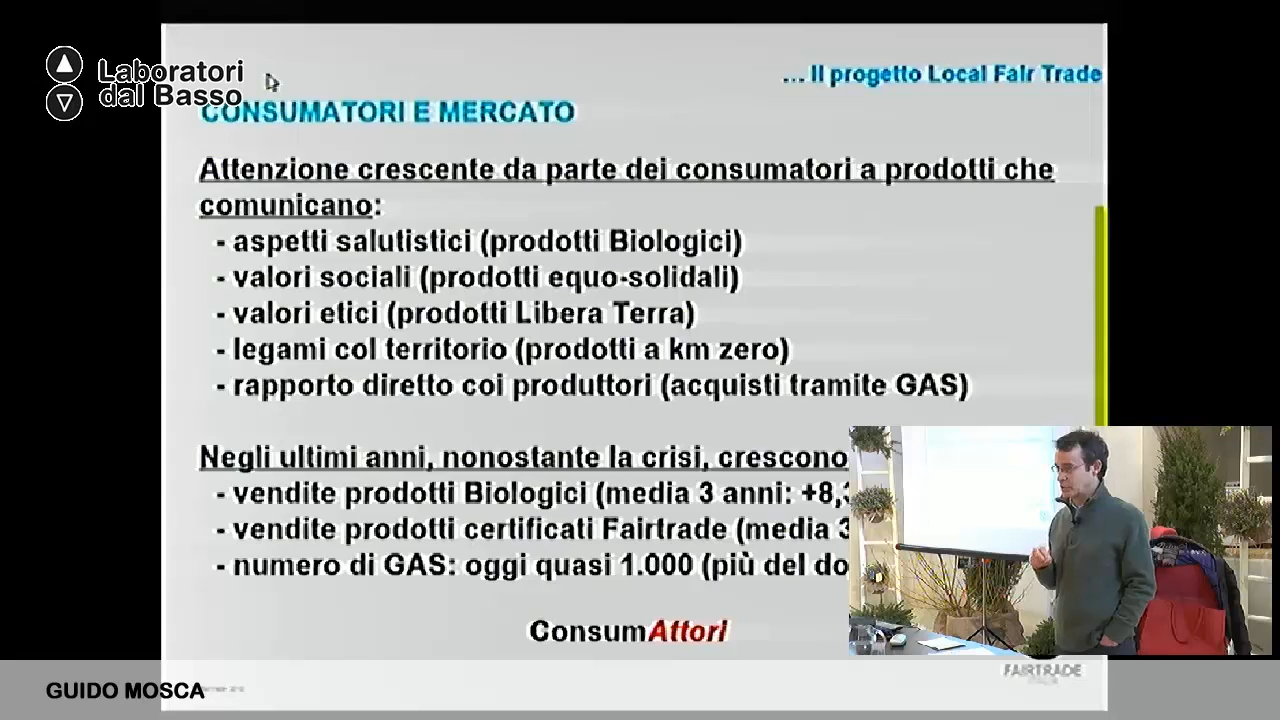 Laboratori
dal Basso
... Il progetto Local Fair Trade
CONSUMATORI E MERCATO
Attenzione crescente da parte dei consumatori a prodotti che
comunicano:
- aspetti salutistici (prodotti Biologici)
- valori sociali (prodotti equo-solidali)
- valori etici (prodotti Libera Terra)
- legami col territorio (prodotti a km zero)
- rapporto diretto coi produttori (acquisti tramite GAS)
Negli ultimi anni, nonostante la crisi, crescono
- vendite prodotti Biologici (media 3 anni: +8,3
- vendite prodotti certificati Fairtrade (media 3
- numero di GAS: oggi quasi 1.000 (più del do
ConsumAttori
FAIRTRADE
GUIDO MOSCA